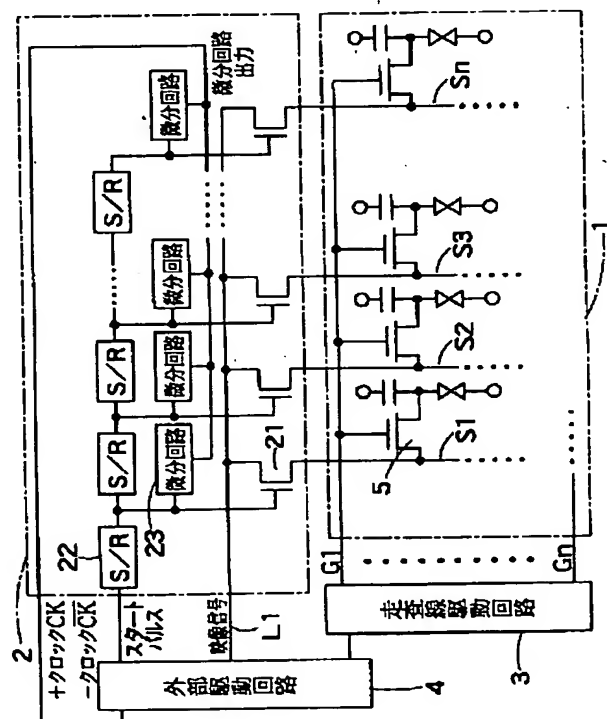 2
+クロックCK
−クロックCK
スタート
パルス
映像信号
L1
22
S/R
S/R
S/R
......
S/R
23
微分回路
微分回路
微分回路
......
微分回路
微分回路
出力
21
外部駆動回路
4
走査線駆動回路
3
G1
Gn
5
S1
S2
S3
Sn
1